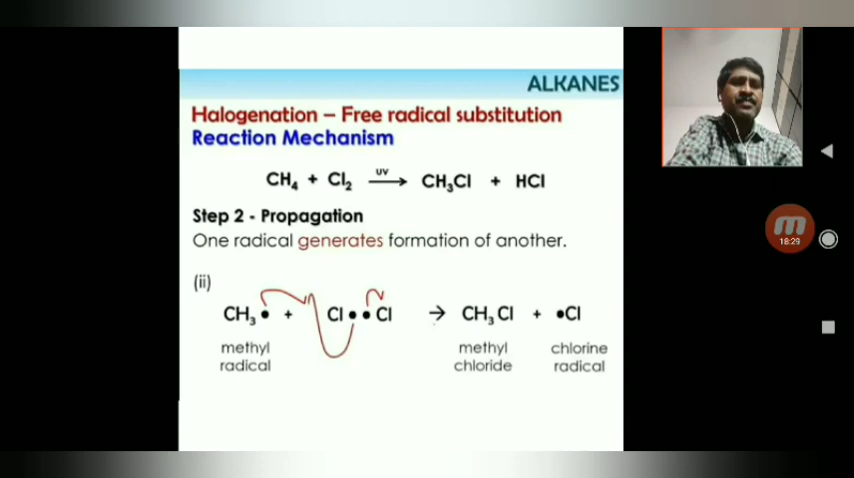 ALKANES
Halogenation – Free radical substitution
Reaction Mechanism
CH₄ + Cl₂ UV → CH₃Cl + HCl
Step 2 - Propagation
One radical generates formation of another.
(ii)
CH₃• + Cl••Cl → CH₃Cl + •Cl
methyl radical
methyl chloride
chlorine radical
18:29